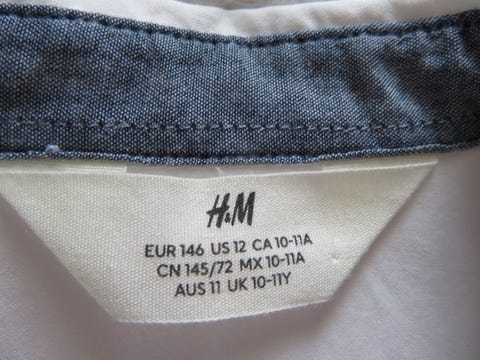 H&M
EUR 146 US 12 CA 10-11A
CN 145/72 MX 10-11A
AUS 11 UK 10-11Y